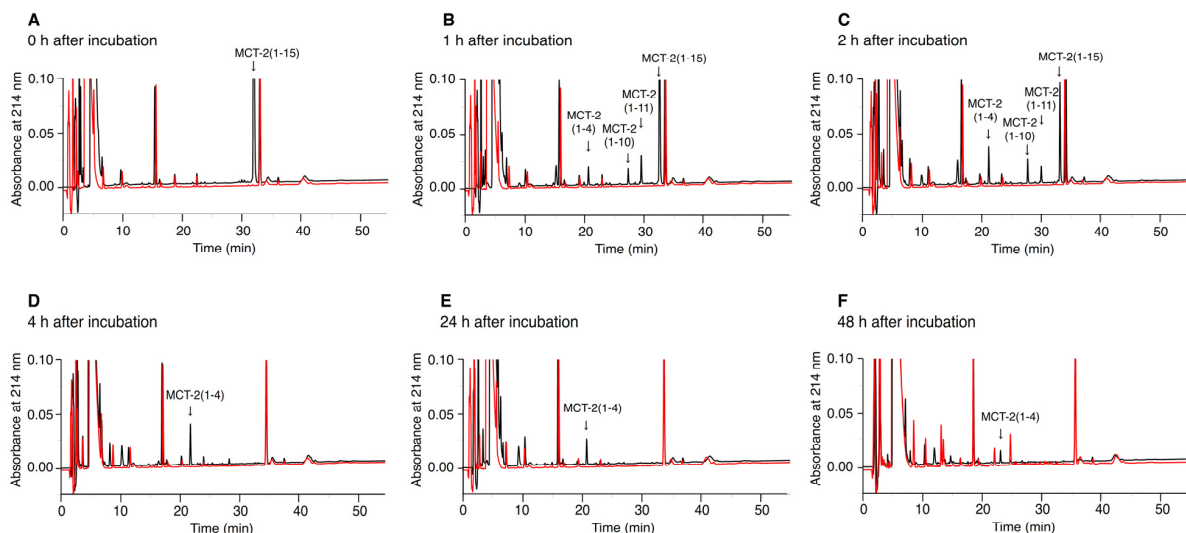 A
0 h after incubation
MCT-2(1-15)
↓
Absorbance at 214 nm
0.10
0.05
0.00
0 10 20 30 40 50
Time (min)
B
1 h after incubation
MCT-2(1-15)
↓
MCT-2
(1-11)
↓
MCT-2
(1-4)
↓
MCT-2
(1-10)
↓
Absorbance at 214 nm
0.10
0.05
0.00
0 10 20 30 40 50
Time (min)
C
2 h after incubation
MCT-2(1-15)
↓
MCT-2
(1-11)
↓
MCT-2
(1-4)
↓
MCT-2
(1-10)
↓
Absorbance at 214 nm
0.10
0.05
0.00
0 10 20 30 40 50
Time (min)
D
4 h after incubation
MCT-2(1-4)
↓
Absorbance at 214 nm
0.10
0.05
0.00
0 10 20 30 40 50
Time (min)
E
24 h after incubation
MCT-2(1-4)
↓
Absorbance at 214 nm
0.10
0.05
0.00
0 10 20 30 40 50
Time (min)
F
48 h after incubation
MCT-2(1-4)
↓
Absorbance at 214 nm
0.10
0.05
0.00
0 10 20 30 40 50
Time (min)